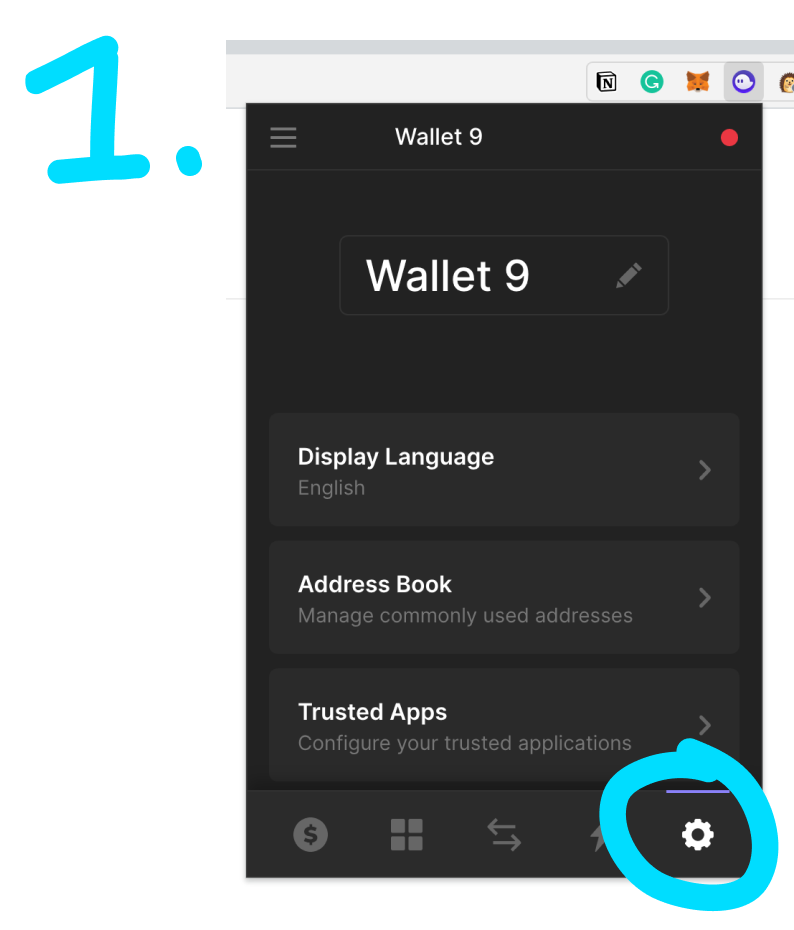 1.
Wallet 9
Wallet 9
Display Language
English
Address Book
Manage commonly used addresses
Trusted Apps
Configure your trusted applications